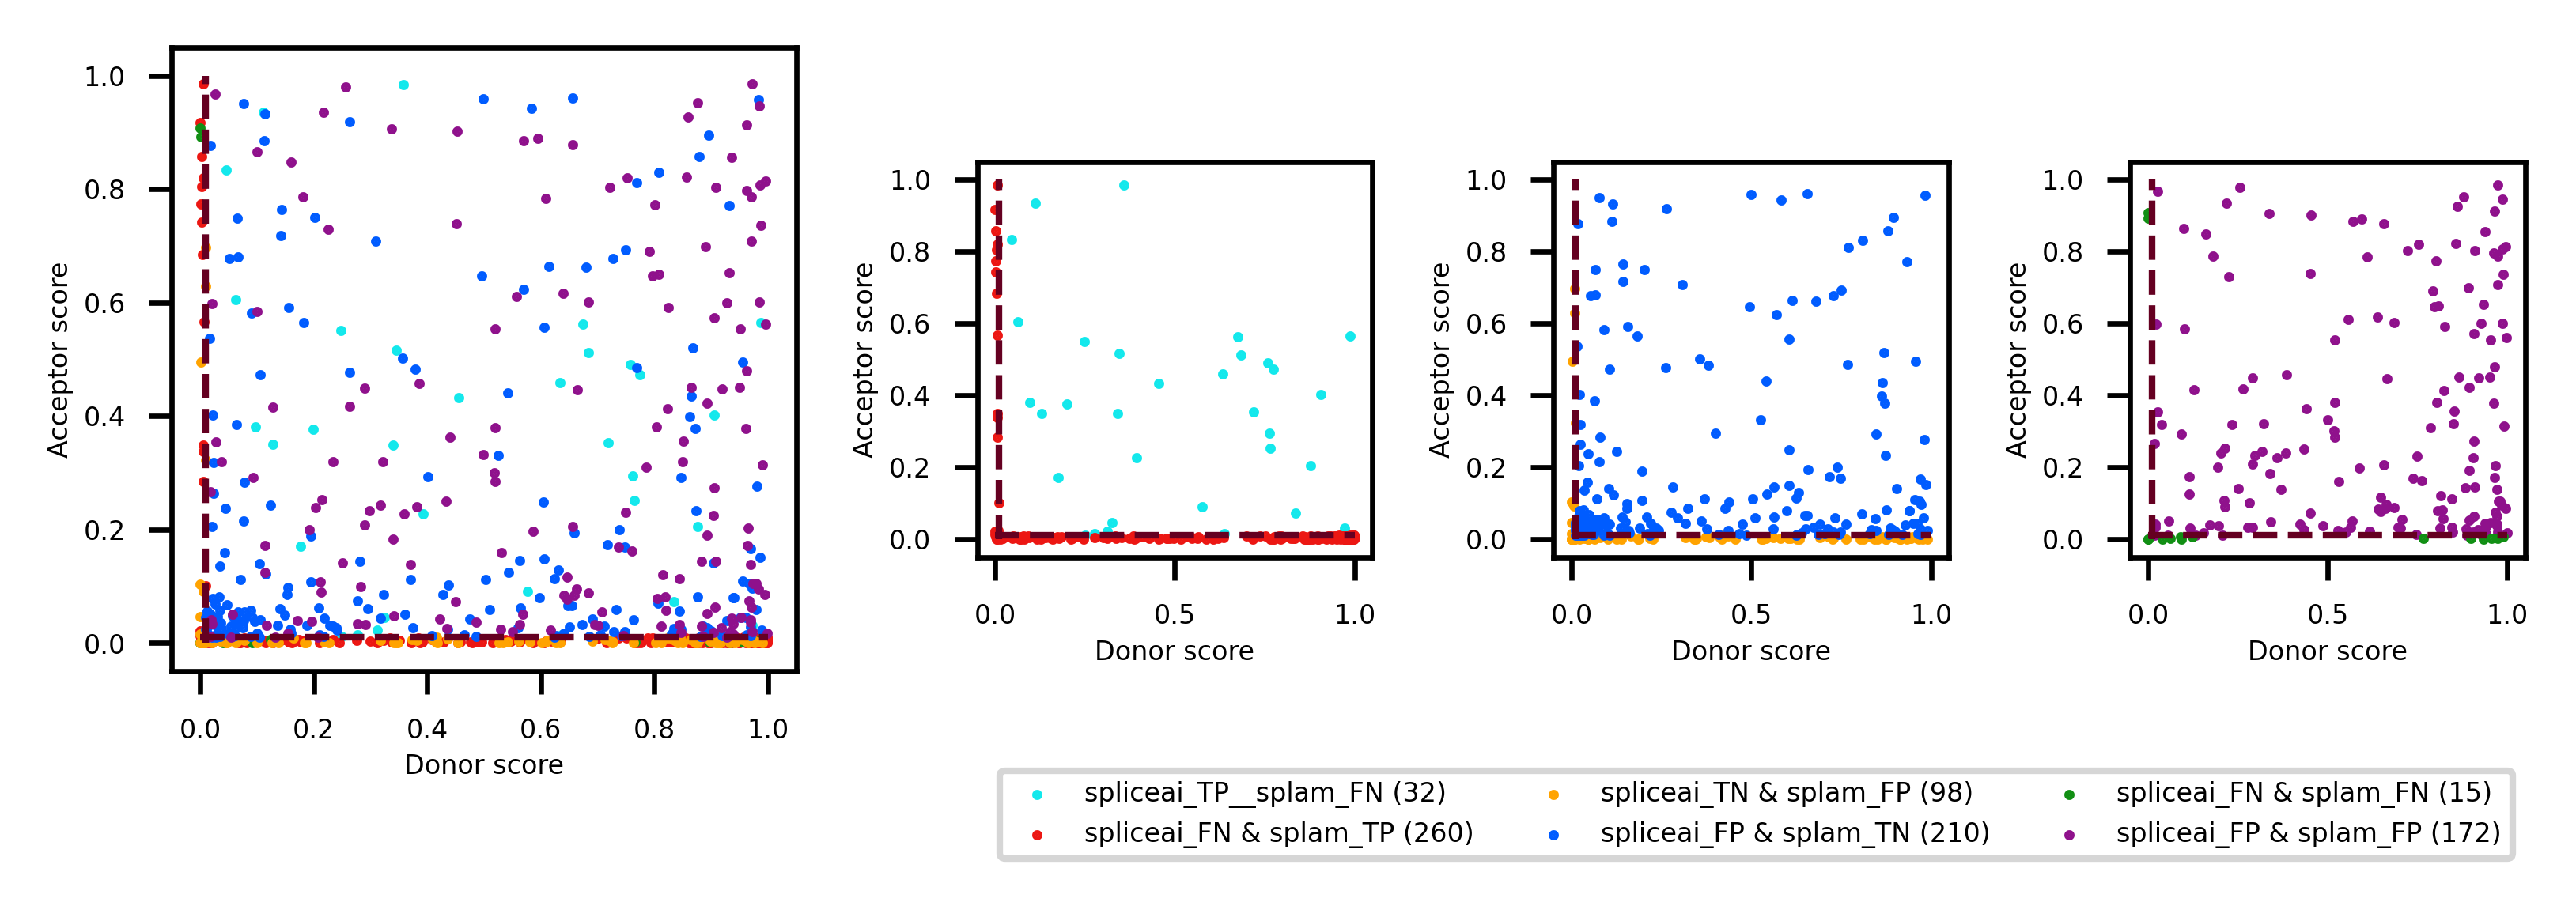 1.0
0.8
0.6
0.4
0.2
0.0
Acceptor score
0.0 0.2 0.4 0.6 0.8 1.0
Donor score
1.0
0.8
0.6
0.4
0.2
0.0
Acceptor score
0.0 0.5 1.0
Donor score
1.0
0.8
0.6
0.4
0.2
0.0
Acceptor score
0.0 0.5 1.0
Donor score
1.0
0.8
0.6
0.4
0.2
0.0
Acceptor score
0.0 0.5 1.0
Donor score
spliceai_TP__splam_FN (32)
spliceai_FN & splam_TP (260)
spliceai_TN & splam_FP (98)
spliceai_FP & splam_TN (210)
spliceai_FN & splam_FN (15)
spliceai_FP & splam_FP (172)